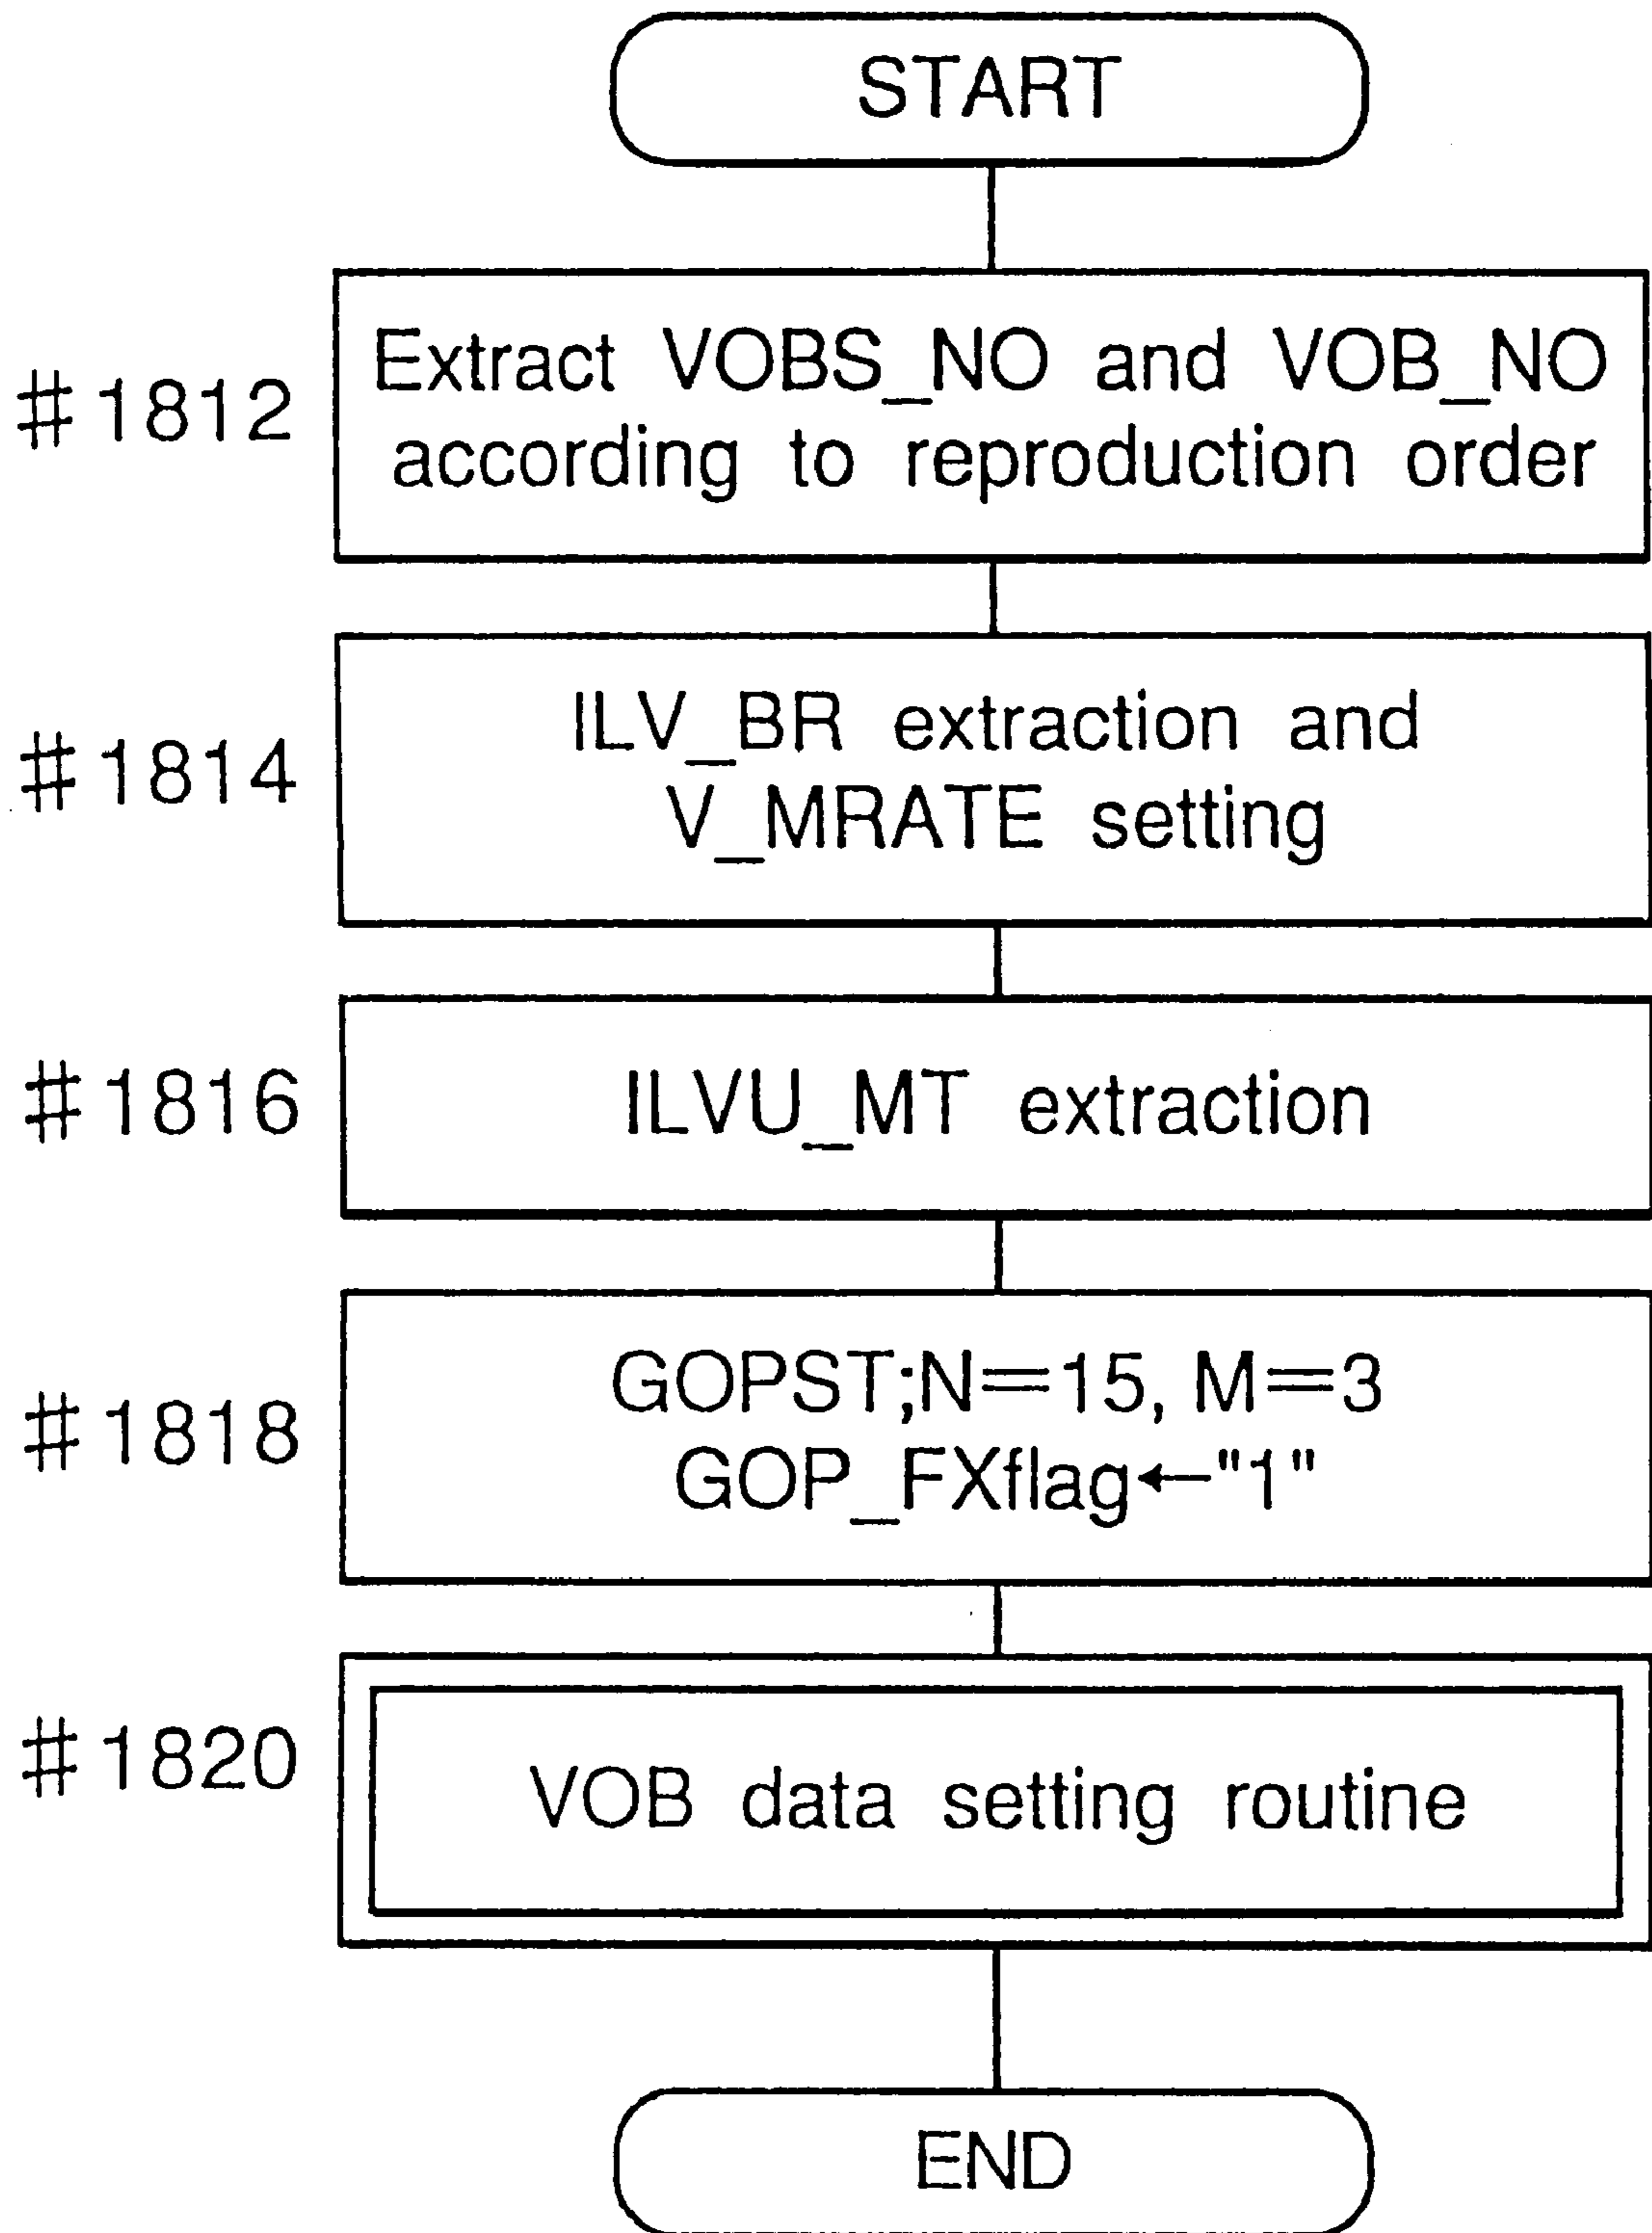 START
#1812
Extract VOBS_NO and VOB_NO
according to reproduction order
#1814
ILV_BR extraction and
V_MRATE setting
#1816
ILVU_MT extraction
#1818
GOPST;N=15, M=3
GOP_FXflag←"1"
#1820
VOB data setting routine
END